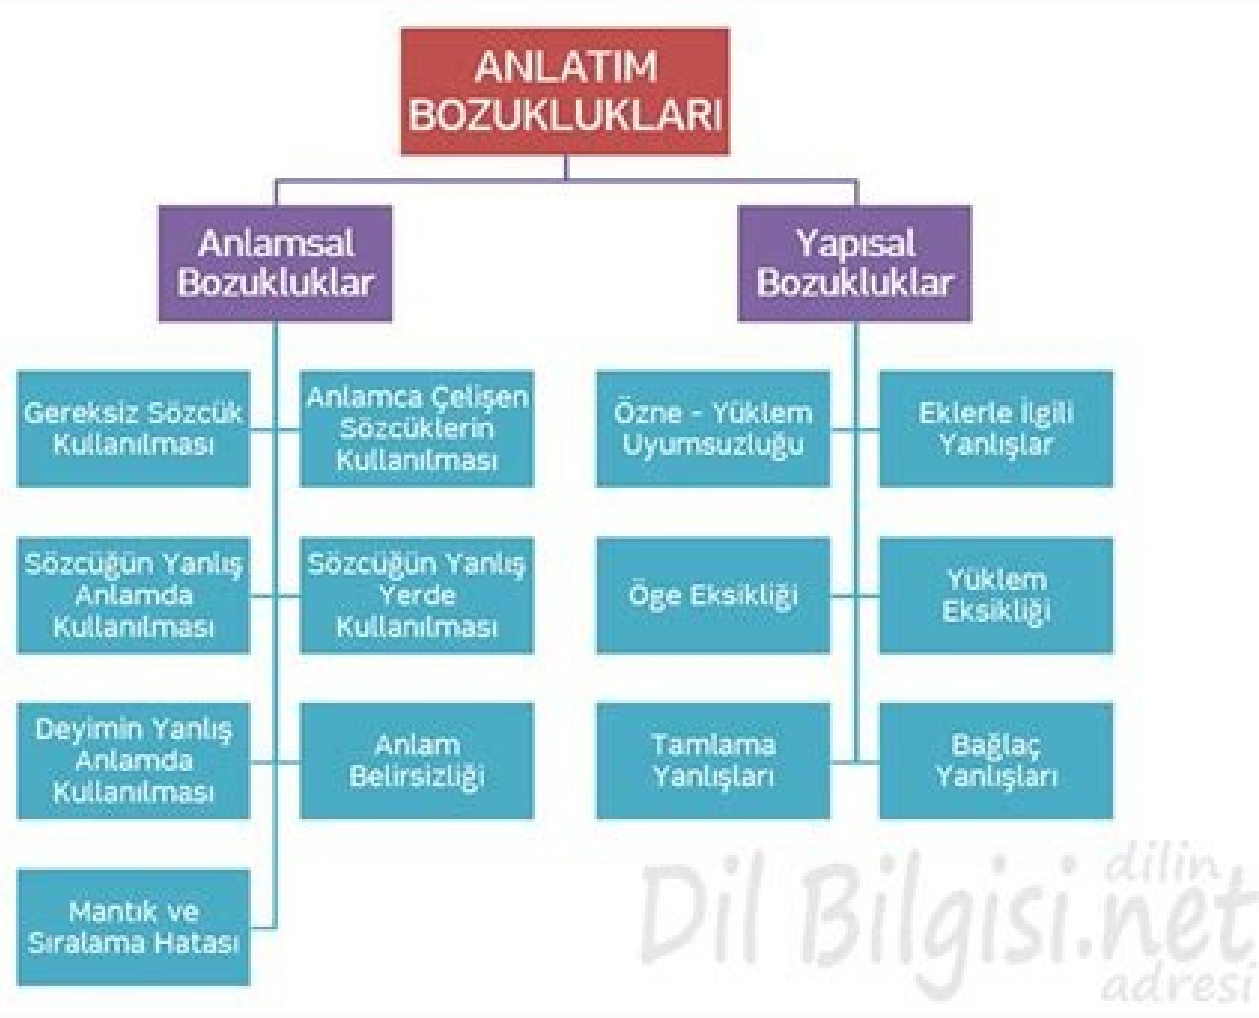 ANLATIM
BOZUKLUKLARI
Anlamsal
Bozukluklar
Yapısal
Bozukluklar
Gereksiz Sözcük
Kullanılması
Anlamca Çelişen
Sözcüklerin
Kullanılması
Özne - Yüklem
Uyumsuzluğu
Eklerle İlgili
Yanlışlar
Sözcüğün Yanlış
Anlamda
Kullanılması
Sözcüğün Yanlış
Yerde
Kullanılması
Öge Eksikliği
Yüklem
Eksikliği
Deyimin Yanlış
Anlamda
Kullanılması
Anlam
Belirsizliği
Tamlama
Yanlışları
Bağlaç
Yanlışları
Mantık ve
Sıralama Hatası
dilin
Dil Bilgisi.net
adresi